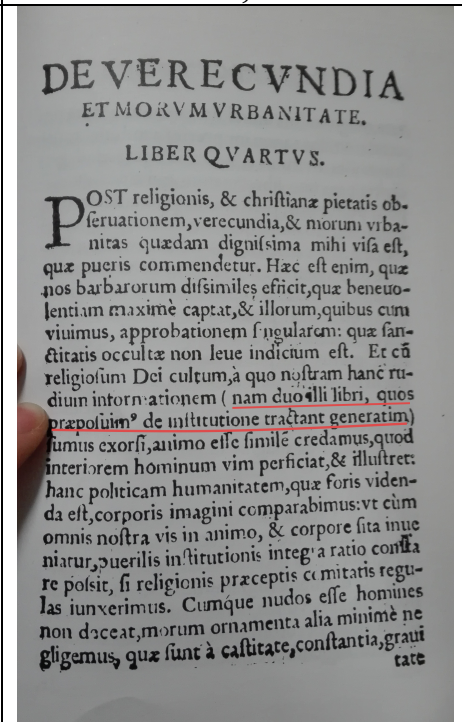 DE VERECVNDIA
ET MORVM VRBANITATE.
LIBER QVARTVS.
POST religionis, & chriſtianæ pietatis ob-
ſeruationem, verecundia, & morum vrba-
nitas quædam digniſsima mihi viſa eſt,
quæ pueris commendetur. Hæc eſt enim, quæ
nos barbarorum diſsimiles efficit, quæ beneuo-
lentiam maximè captat, & illorum, quibus cum
viuimus, approbationem ſingularem: quæ ſan-
ctitatis occultæ non leue indicium eſt. Et cū
religioſum Dei cultum, à quo noſtram hanc ru-
dium informationem ( nam duo illi libri, quos
præpoſuimꝰ de inſtitutione tractant generatim)
ſumus exorſi, animo eſſe ſimilē credamus, quod
interiorem hominum vim perficiat, & illuſtret:
hanc politicam humanitatem, quæ foris viden-
da eſt, corporis imagini comparabimus: vt cùm
omnis noſtra vis in animo, & corpore ſita inue
niatur, puerilis inſtitutionis integra ratio conſta
re poſsit, ſi religionis præceptis comitatis regu-
las iunxerimus. Cumque nudos eſſe homines
non doceat, morum ornamenta alia minimè ne
gligemus, quæ ſunt à caſtitate, conſtantia, graui
tate